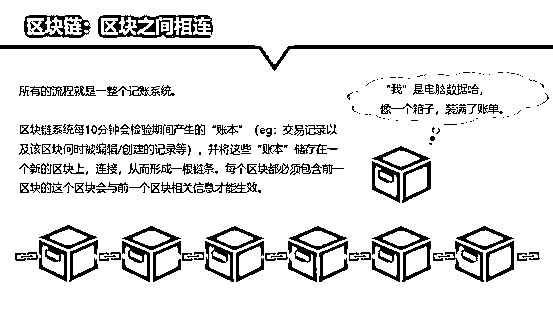 区块链：区块之间相连
所有的流程就是一整个记账系统。
"我"是电脑数据哈，
像一个箱子，装满了账单。
区块链系统每10分钟会检验期间产生的“账本”（eg：交易记录以
及该区块何时被编辑/创建的记录等），并将这些“账本”储存在一
个新的区块上，连接，从而形成一根链条。每个区块都必须包含前一
区块的这个区块会与前一个区块相关信息才能生效。